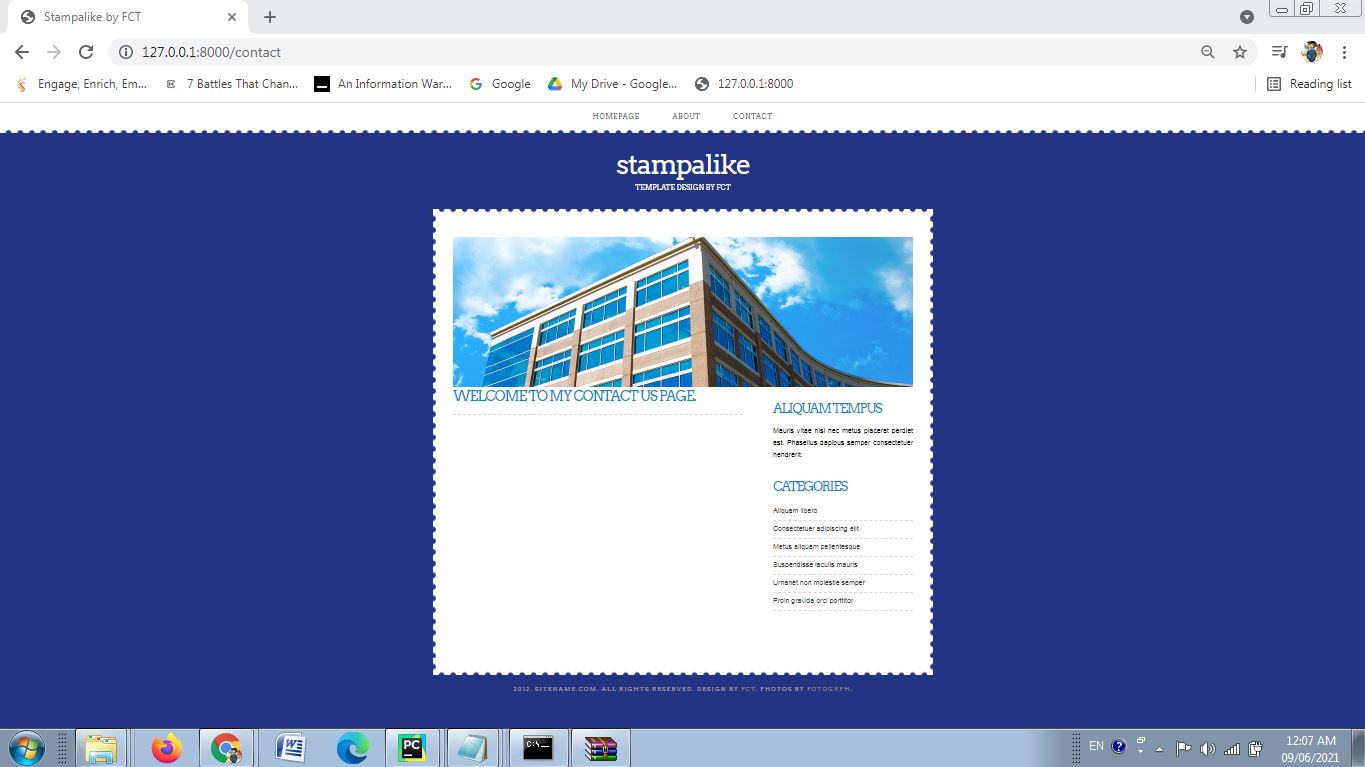 Stampalike by FCT
127.0.0.1:8000/contact
Engage, Enrich, Em... 7 Battles That Chan... An Information War... Google My Drive - Google... 127.0.0.1:8000 Reading list
HOMEPAGE ABOUT CONTACT
stampalike
TEMPLATE DESIGN BY FCT
WELCOME TO MY CONTACT US PAGE.
ALIQUAM TEMPUS
Mauris vitae nisl nec metus placerat perdiet
est. Phasellus dapibus semper consectetuer
hendrerit.
CATEGORIES
Aliquam libero
Consectetuer adipiscing elit
Metus aliquam pellentesque
Suspendisse iaculis mauris
Urnanet non molestie semper
Proin gravida orci porttitor
2012. SITENAME.COM. ALL RIGHTS RESERVED. DESIGN BY FCT. PHOTOS BY FOTOGRPH.
PC
C:\.
EN
12:07 AM
09/06/2021